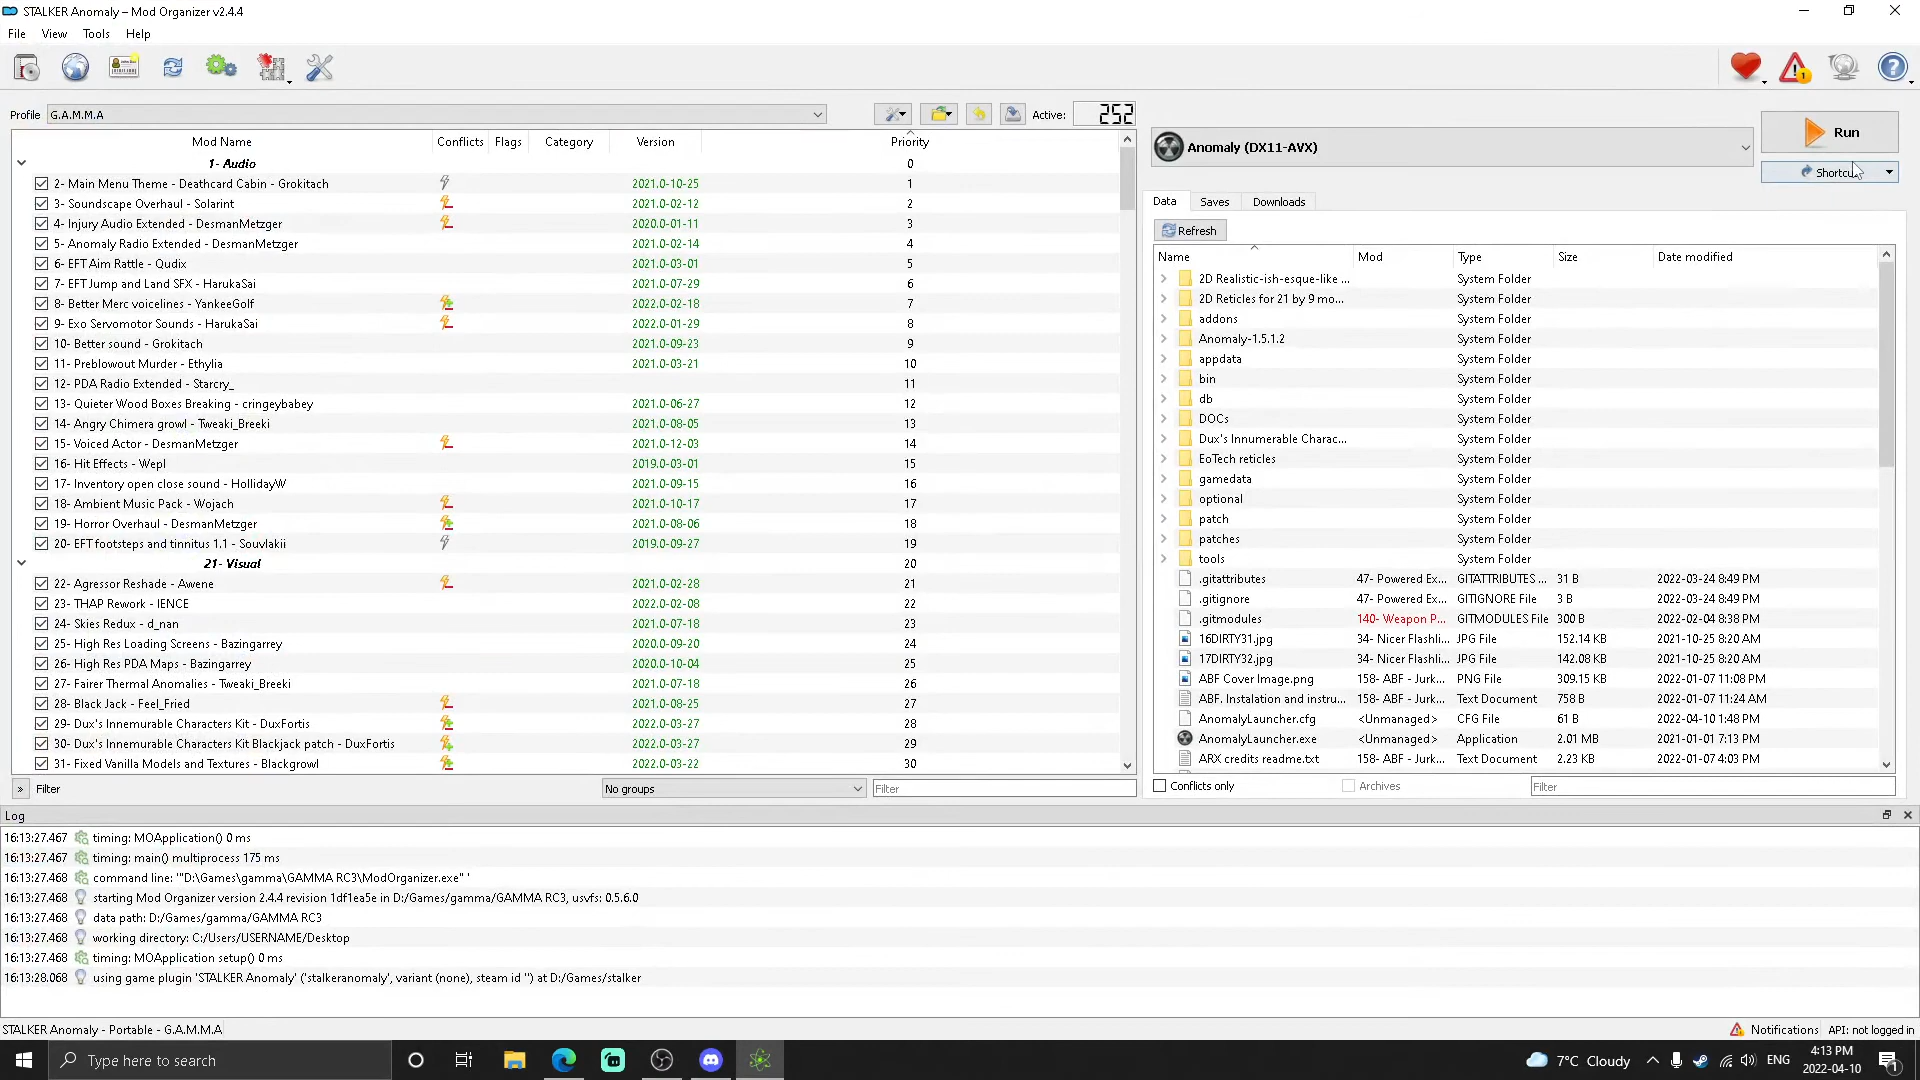 STALKER Anomaly – Mod Organizer v2.4.4
File View Tools Help
Profile G.A.M.M.A Active: 252
Mod Name Conflicts Flags Category Version Priority
1- Audio 0
2- Main Menu Theme - Deathcard Cabin - Grokitach 2021.0-10-25 1
3- Soundscape Overhaul - Solarint 2021.0-02-12 2
4- Injury Audio Extended - DesmanMetzger 2020.0-01-11 3
5- Anomaly Radio Extended - DesmanMetzger 2021.0-02-14 4
6- EFT Aim Rattle - Qudix 2021.0-03-01 5
7- EFT Jump and Land SFX - HarukaSai 2021.0-07-29 6
8- Better Merc voicelines - YankeeGolf 2022.0-02-18 7
9- Exo Servomotor Sounds - HarukaSai 2022.0-01-29 8
10- Better sound - Grokitach 2021.0-09-23 9
11- Preblowout Murder - Ethylia 2021.0-03-21 10
12- PDA Radio Extended - Starcry_ 11
13- Quieter Wood Boxes Breaking - cringeybabey 2021.0-06-27 12
14- Angry Chimera growl - Tweaki_Breeki 2021.0-08-05 13
15- Voiced Actor - DesmanMetzger 2021.0-12-03 14
16- Hit Effects - Wepl 2019.0-03-01 15
17- Inventory open close sound - HollidayW 2021.0-09-15 16
18- Ambient Music Pack - Wojach 2021.0-10-17 17
19- Horror Overhaul - DesmanMetzger 2021.0-08-06 18
20- EFT footsteps and tinnitus 1.1 - Souvlakii 2019.0-09-27 19
21- Visual 20
22- Agressor Reshade - Awene 2021.0-02-28 21
23- THAP Rework - IENCE 2022.0-02-08 22
24- Skies Redux - d_nan 2021.0-07-18 23
25- High Res Loading Screens - Bazingarrey 2020.0-09-20 24
26- High Res PDA Maps - Bazingarrey 2020.0-10-04 25
27- Fairer Thermal Anomalies - Tweaki_Breeki 2021.0-07-18 26
28- Black Jack - Feel_Fried 2021.0-08-25 27
29- Dux's Innemurable Characters Kit - DuxFortis 2022.0-03-27 28
30- Dux's Innemurable Characters Kit Blackjack patch - DuxFortis 2022.0-03-27 29
31- Fixed Vanilla Models and Textures - Blackgrowl 2022.0-03-22 30
» Filter No groups Filter
Anomaly (DX11-AVX) Run
Data Saves Downloads
Refresh
Name Mod Type Size Date modified
2D Realistic-ish-esque-like ... System Folder
2D Reticles for 21 by 9 mo... System Folder
addons System Folder
Anomaly-1.5.1.2 System Folder
appdata System Folder
bin System Folder
db System Folder
DOCs System Folder
Dux's Innumerable Charac... System Folder
EoTech reticles System Folder
gamedata System Folder
optional System Folder
patch System Folder
patches System Folder
tools System Folder
.gitattributes 47- Powered Ex... GITATTRIBUTES ... 31 B 2022-03-24 8:49 PM
.gitignore 47- Powered Ex... GITIGNORE File 3 B 2022-03-24 8:49 PM
.gitmodules 140- Weapon P... GITMODULES File 300 B 2022-02-04 8:38 PM
16DIRTY31.jpg 34- Nicer Flashli... JPG File 152.14 KB 2021-10-25 8:20 AM
17DIRTY32.jpg 34- Nicer Flashli... JPG File 142.08 KB 2021-10-25 8:20 AM
ABF Cover Image.png 158- ABF - Jurk... PNG File 309.15 KB 2022-01-07 11:08 PM
ABF. Instalation and instru... 158- ABF - Jurk... Text Document 758 B 2022-01-07 11:24 AM
AnomalyLauncher.cfg <Unmanaged> CFG File 61 B 2022-04-10 1:48 PM
AnomalyLauncher.exe <Unmanaged> Application 2.01 MB 2021-01-01 7:13 PM
ARX credits readme.txt 158- ABF - Jurk... Text Document 2.23 KB 2022-01-07 4:03 PM
Conflicts only Archives Filter
Log
16:13:27.467 timing: MOApplication() 0 ms
16:13:27.467 timing: main() multiprocess 175 ms
16:13:27.468 command line: '"D:\Games\gamma\GAMMA RC3\ModOrganizer.exe" '
16:13:27.468 starting Mod Organizer version 2.4.4 revision 1df1ea5e in D:/Games/gamma/GAMMA RC3, usvfs: 0.5.6.0
16:13:27.468 data path: D:/Games/gamma/GAMMA RC3
16:13:27.468 working directory: C:/Users/USERNAME/Desktop
16:13:27.468 timing: MOApplication setup() 0 ms
16:13:28.068 using game plugin 'STALKER Anomaly' ('stalkeranomaly', variant (none), steam id '') at D:/Games/stalker
STALKER Anomaly - Portable - G.A.M.M.A Notifications API: not logged in
Type here to search 7°C Cloudy ENG 4:13 PM
2022-04-10